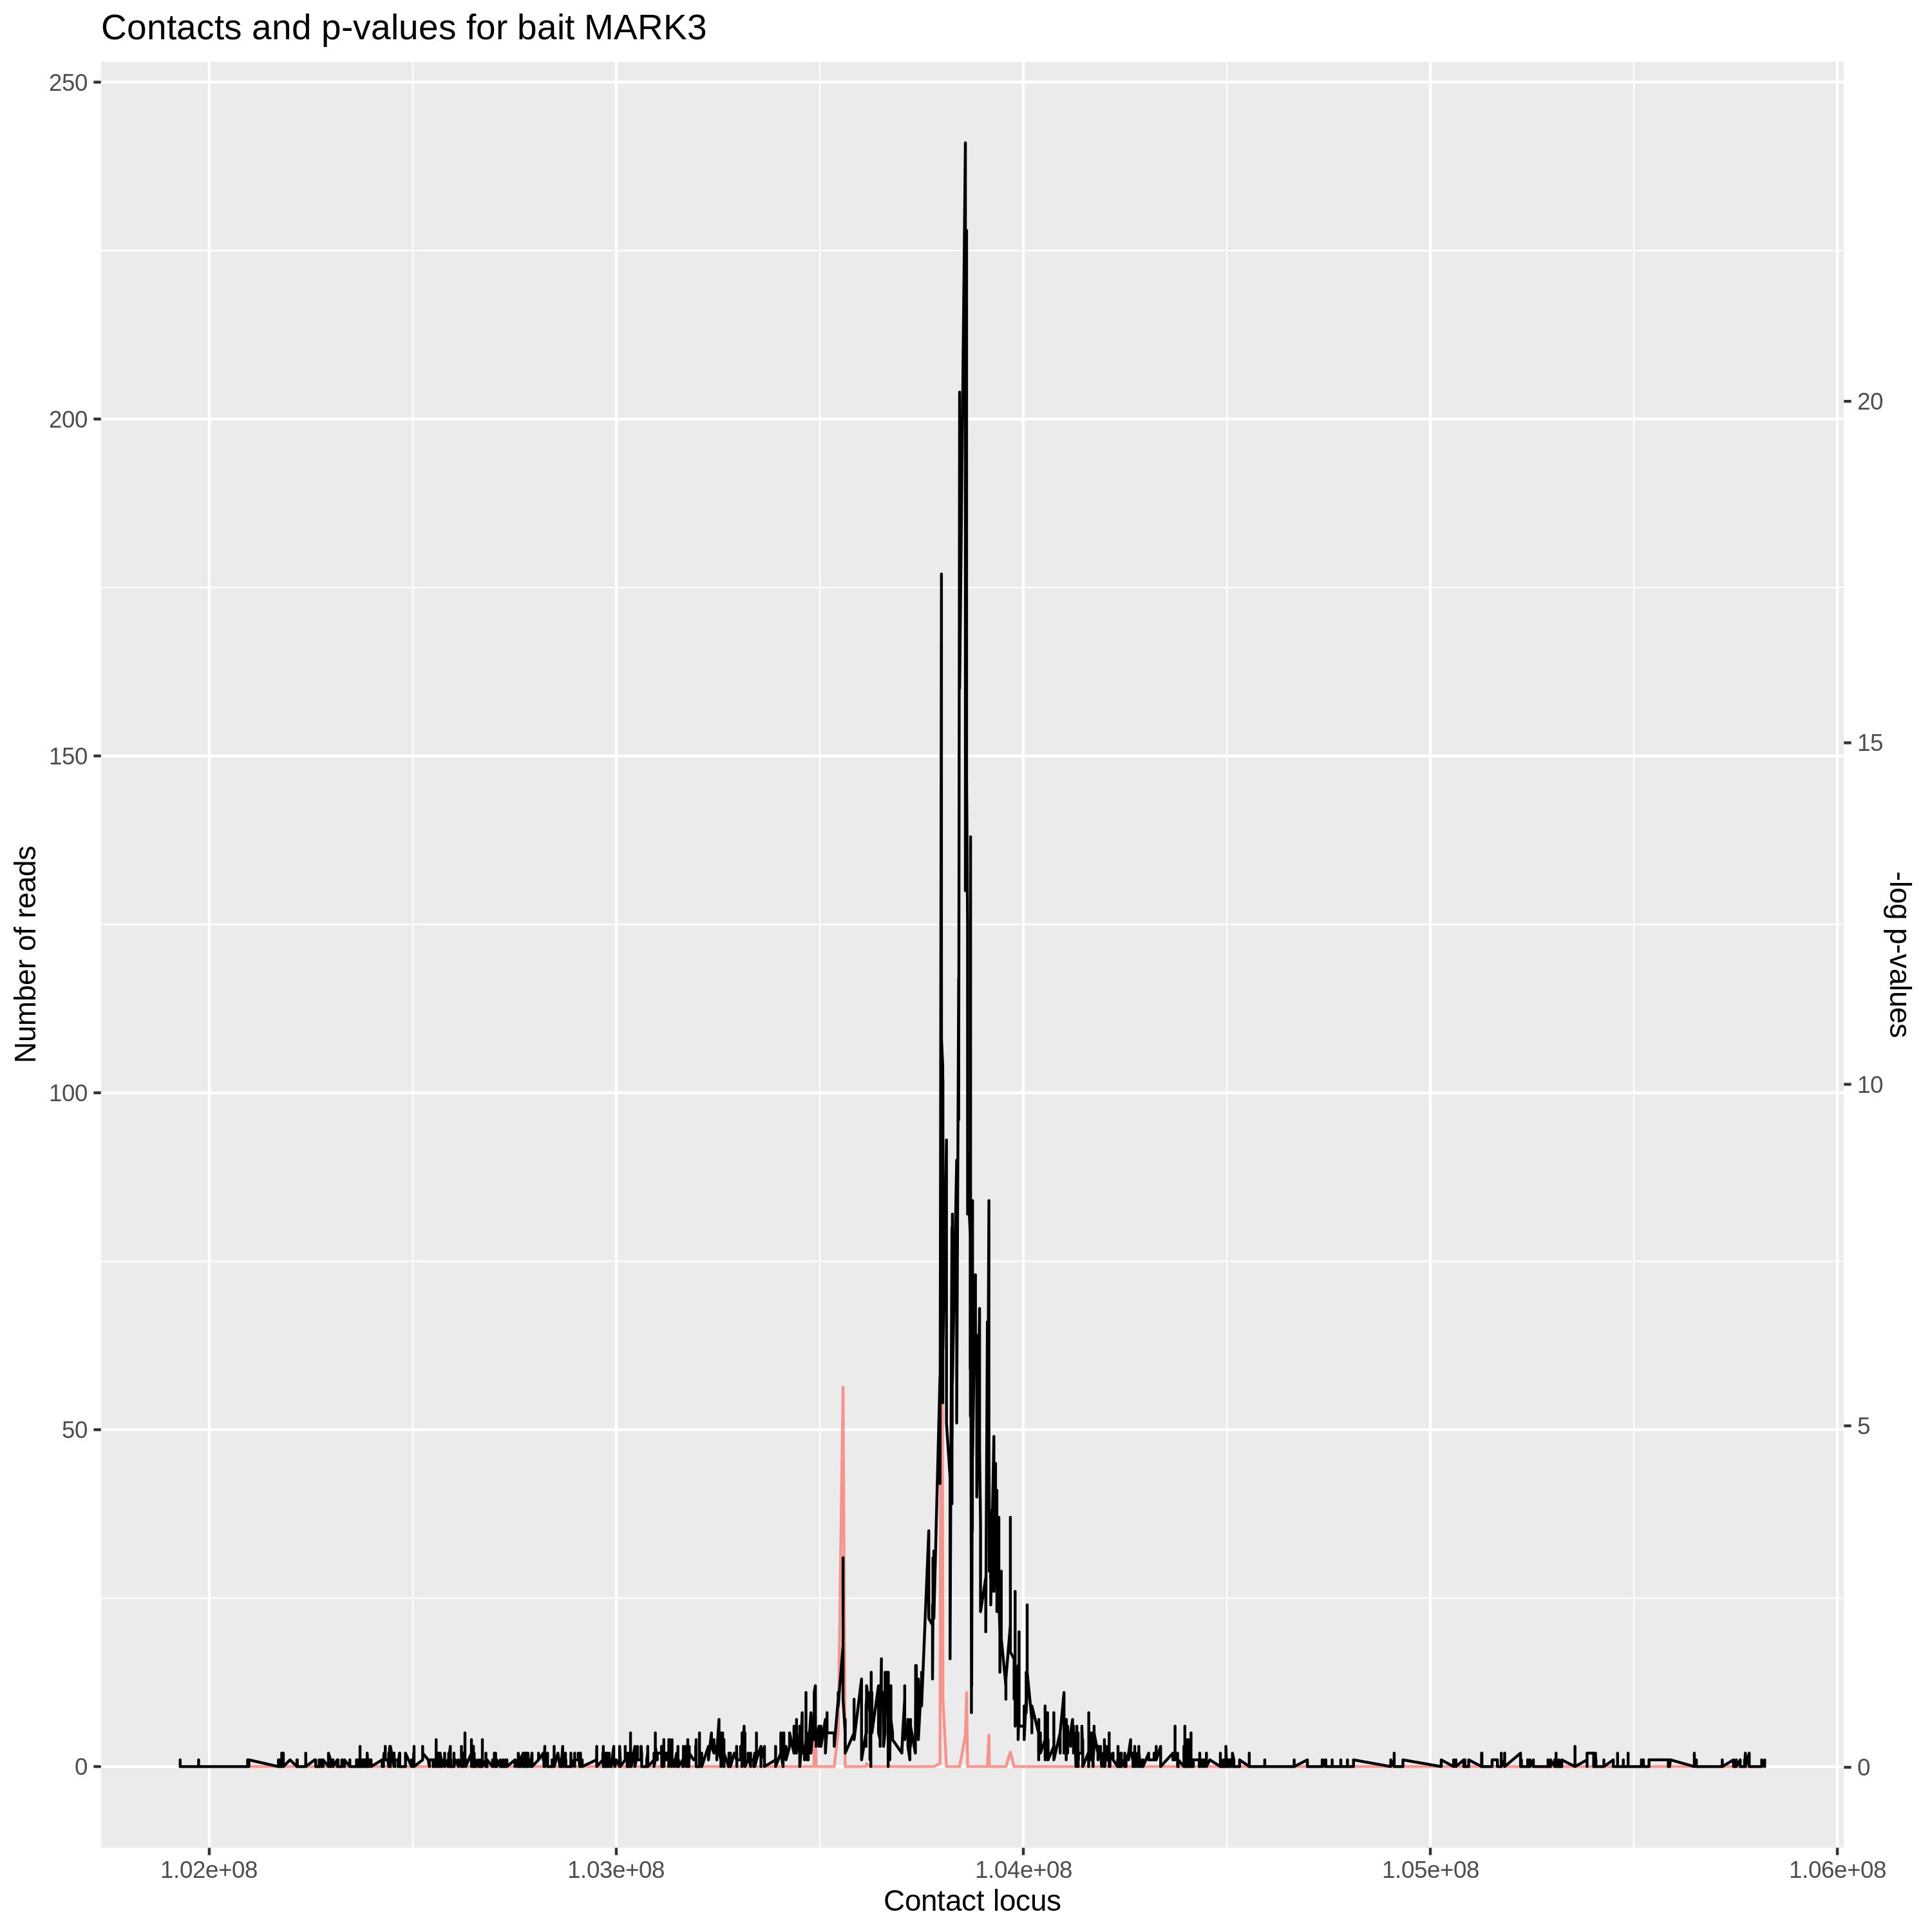 Contacts and p-values for bait MARK3
250
200
150
100
50
0
Number of reads
20
15
10
5
0
-log p-values
1.02e+08 1.03e+08 1.04e+08 1.05e+08 1.06e+08
Contact locus